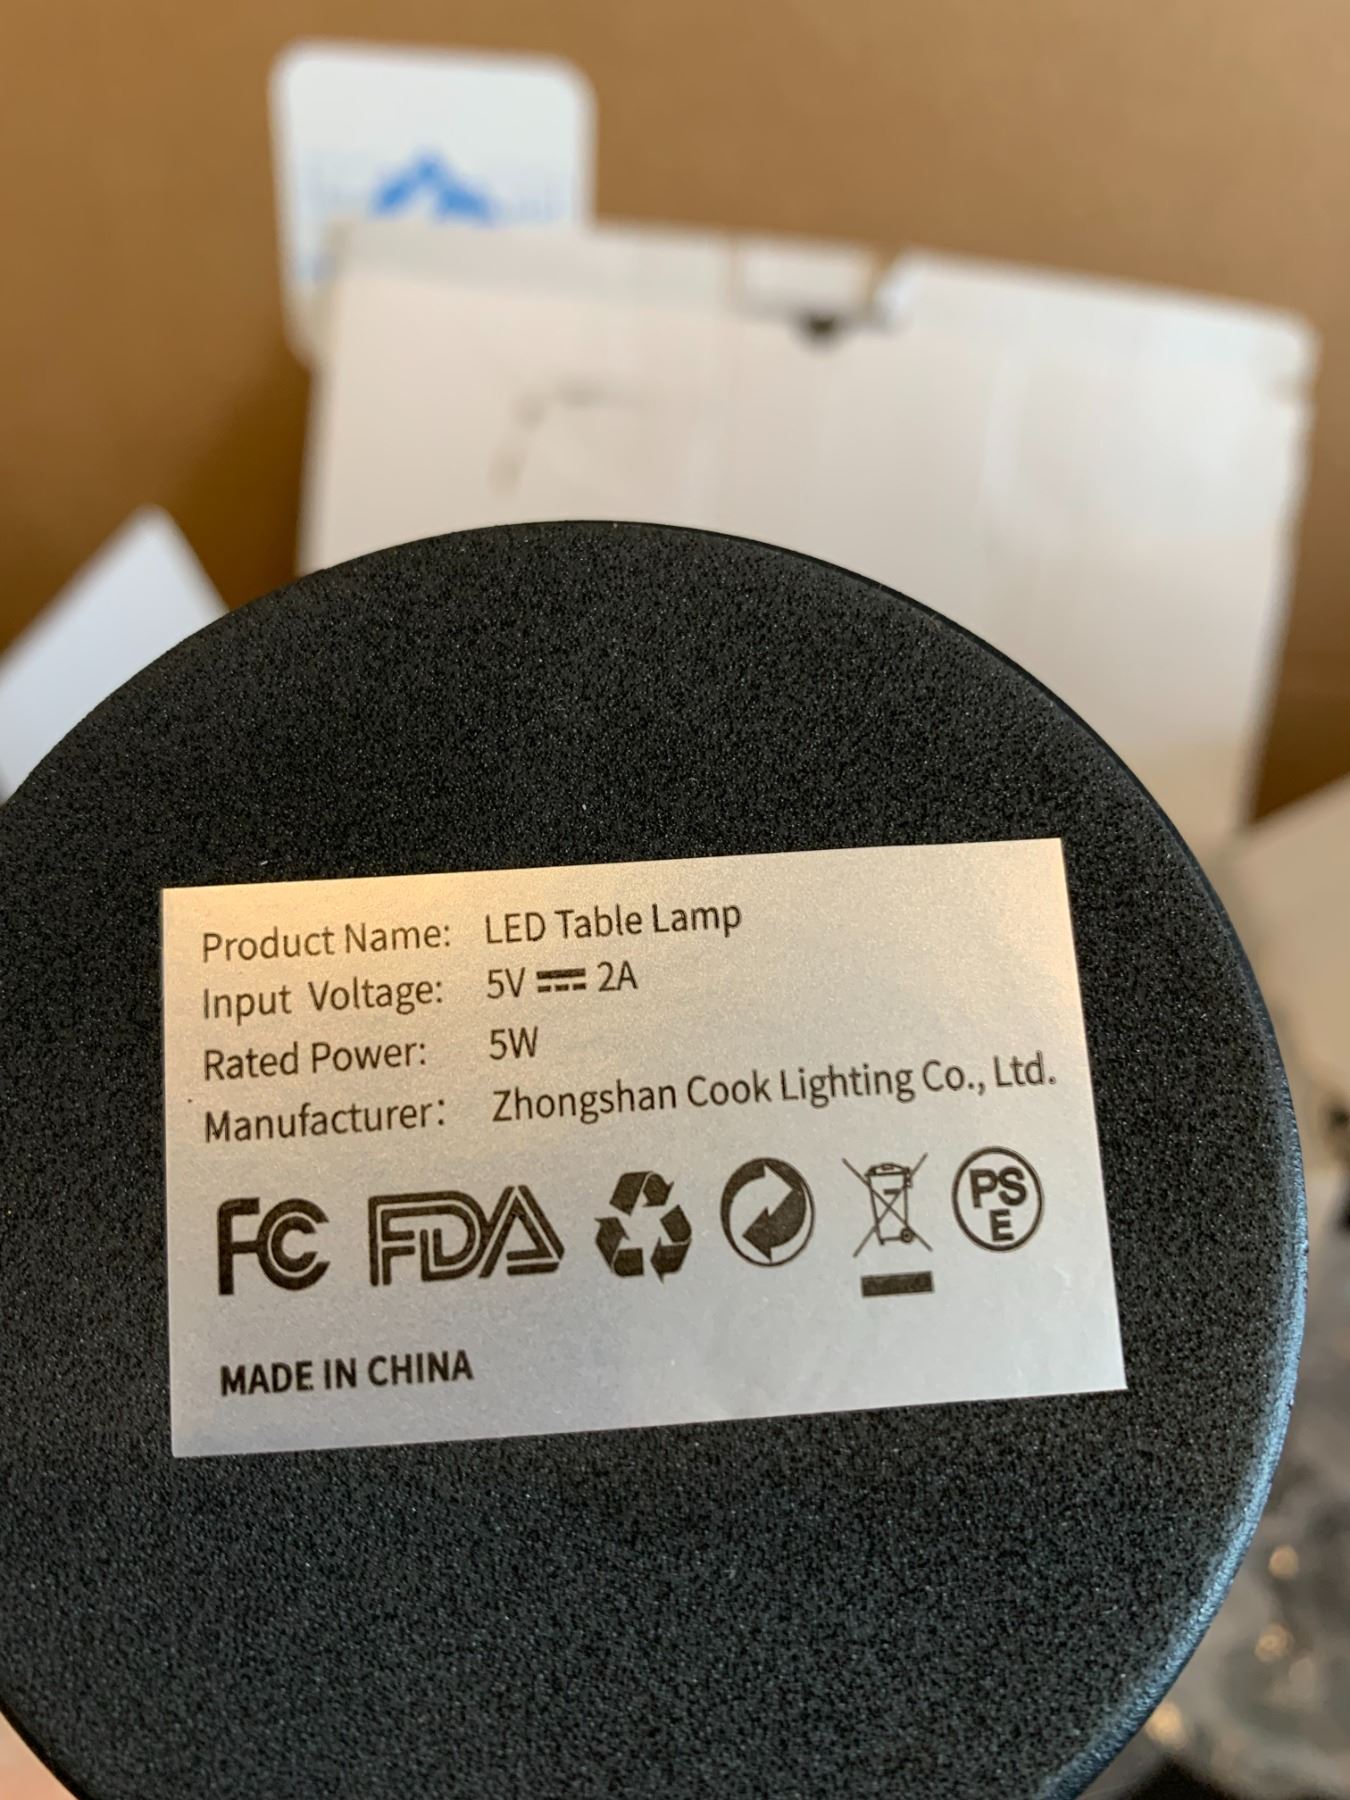 Product Name: LED Table Lamp
Input Voltage: 5V ⎓ 2A
Rated Power: 5W
Manufacturer: Zhongshan Cook Lighting Co., Ltd.
FC FDA PS E
MADE IN CHINA